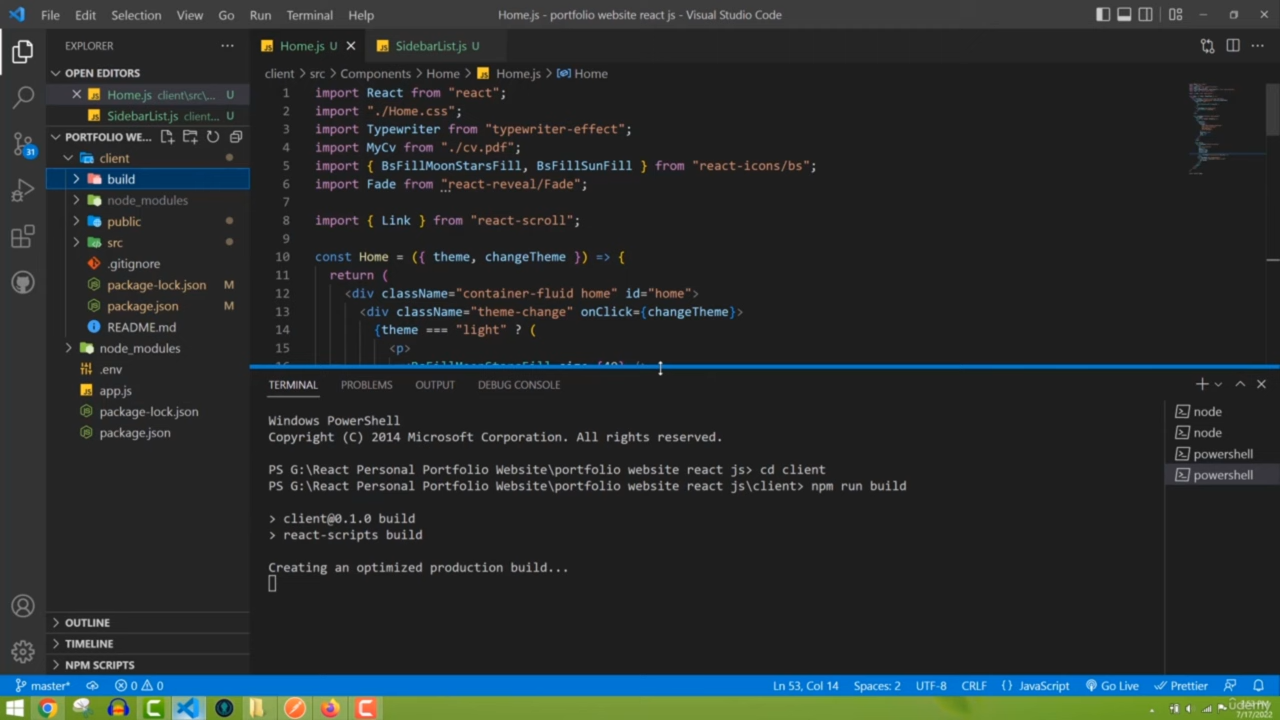 File Edit Selection View Go Run Terminal Help
Home.js - portfolio website react js - Visual Studio Code
EXPLORER
OPEN EDITORS
Home.js client\src\... U
SidebarList.js client... U
PORTFOLIO WE...
client
build
node_modules
public
src
.gitignore
package-lock.json M
package.json M
README.md
node_modules
.env
app.js
package-lock.json
package.json
OUTLINE
TIMELINE
NPM SCRIPTS
31
Home.js U
SidebarList.js U
client > src > Components > Home > Home.js > Home
1 import React from "react";
2 import "./Home.css";
3 import Typewriter from "typewriter-effect";
4 import MyCv from "./cv.pdf";
5 import { BsFillMoonStarsFill, BsFillSunFill } from "react-icons/bs";
6 import Fade from "react-reveal/Fade";
7
8 import { Link } from "react-scroll";
9
10 const Home = ({ theme, changeTheme }) => {
11 return (
12 <div className="container-fluid home" id="home">
13 <div className="theme-change" onClick={changeTheme}>
14 {theme === "light" ? (
15 <p>
TERMINAL PROBLEMS OUTPUT DEBUG CONSOLE
Windows PowerShell
Copyright (C) 2014 Microsoft Corporation. All rights reserved.
PS G:\React Personal Portfolio Website\portfolio website react js> cd client
PS G:\React Personal Portfolio Website\portfolio website react js\client> npm run build
> client@0.1.0 build
> react-scripts build
Creating an optimized production build...
node
node
powershell
powershell
master* 0 0
Ln 53, Col 14 Spaces: 2 UTF-8 CRLF {} JavaScript Go Live Prettier
udemy
7/17/2022